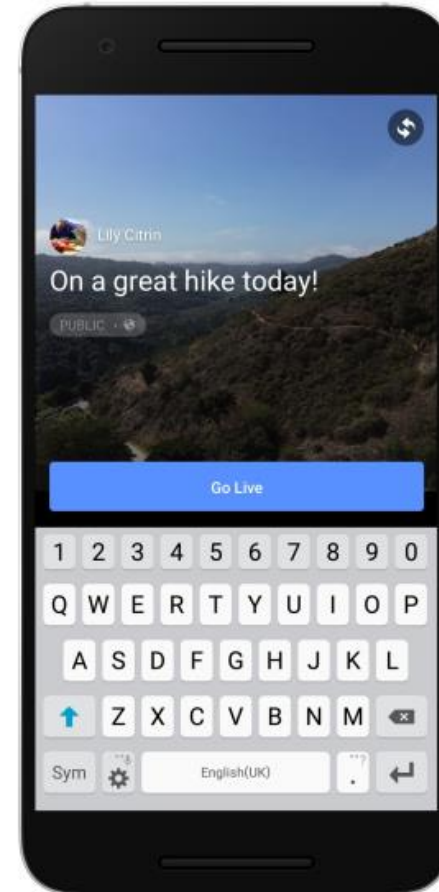 Lily Citrin
On a great hike today!
PUBLIC
Go Live
1 2 3 4 5 6 7 8 9 0
Q W E R T Y U I O P
A S D F G H J K L
Z X C V B N M
Sym English(UK) .